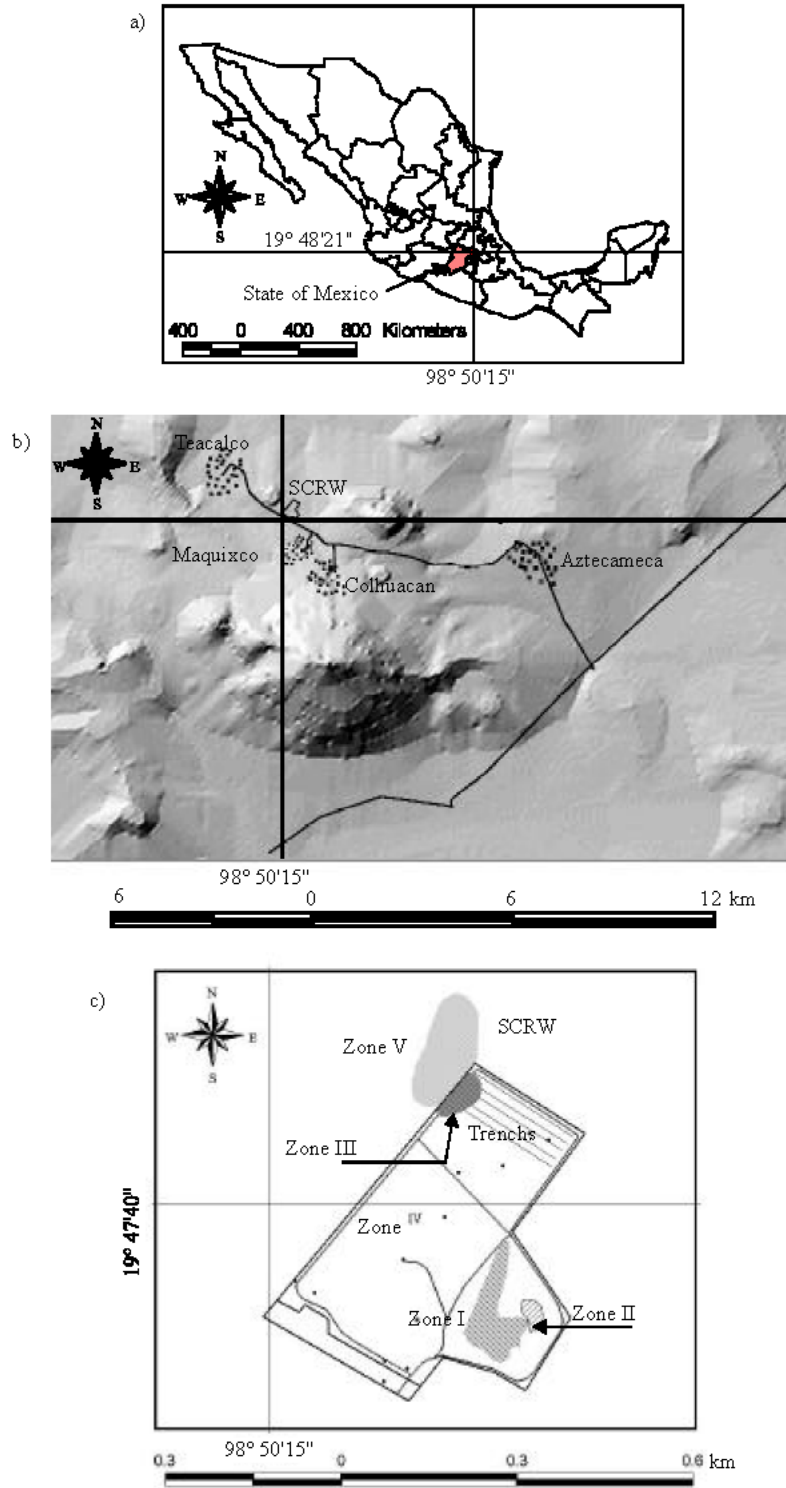 a)
N
W E
S
19° 48'21"
State of Mexico
400 0 400 800 Kilometers
98° 50'15"
b)
N
W E
S
Teacalco
SCRW
Maquixco
Colhuacan
Aztecameca
98° 50'15"
6 0 6 12 km
c)
N
W E
S
SCRW
Zone V
Trenchs
Zone III
19° 47'40"
Zone IV
Zone I
Zone II
98° 50'15"
0.3 0 0.3 0.6 km